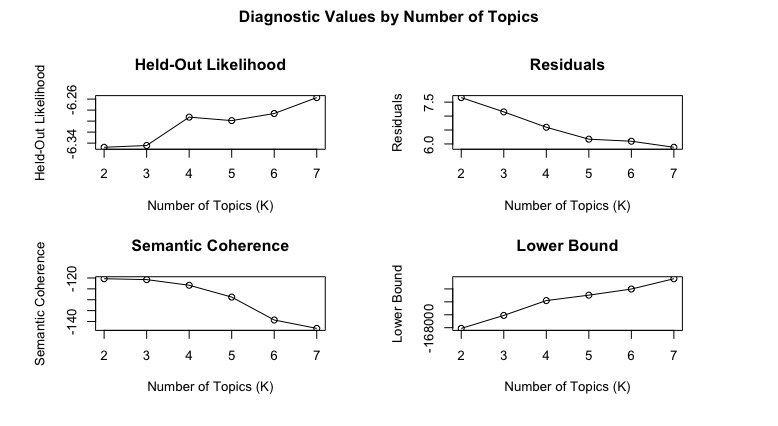 Diagnostic Values by Number of Topics
Held-Out Likelihood
Held-Out Likelihood
-6.26
-6.34
2 3 4 5 6 7
Number of Topics (K)
Residuals
Residuals
7.5
6.0
2 3 4 5 6 7
Number of Topics (K)
Semantic Coherence
Semantic Coherence
-120
-140
2 3 4 5 6 7
Number of Topics (K)
Lower Bound
Lower Bound
-168000
2 3 4 5 6 7
Number of Topics (K)